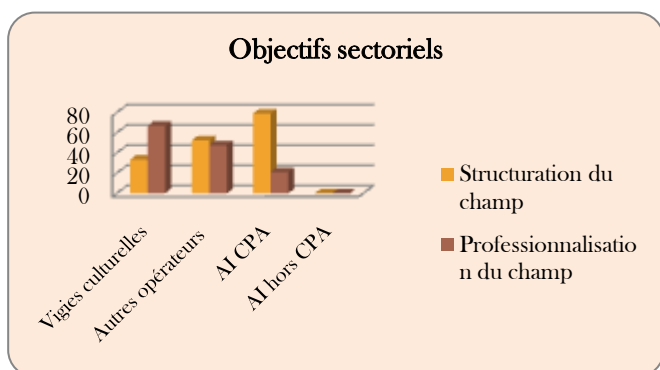 Objectifs sectoriels
80
60
40
20
0
Vigies culturelles
Autres opérateurs
AI CPA
AI hors CPA
Structuration du
champ
Professionnalisatio
n du champ